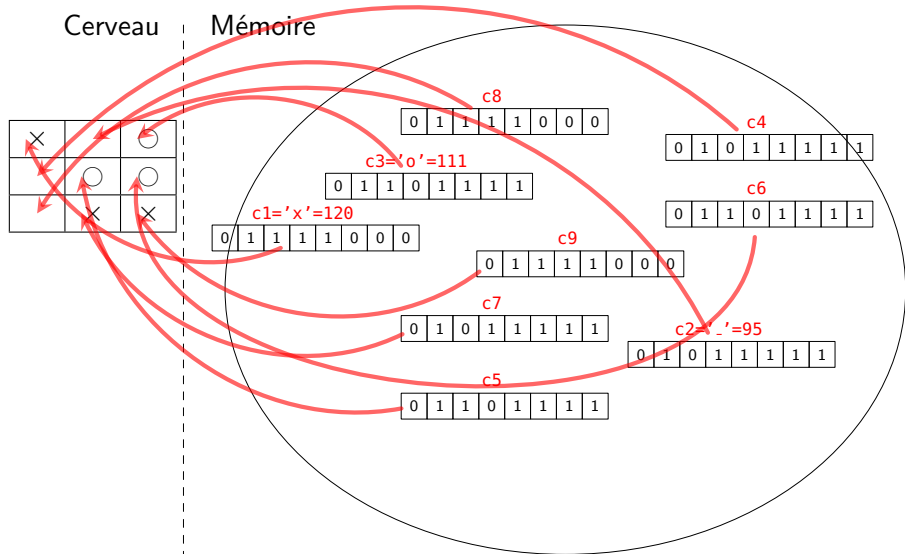 Cerveau
Mémoire
c8
0 1 1 1 1 0 0 0
c4
0 1 0 1 1 1 1 1
c3='o'=111
0 1 1 0 1 1 1 1
c6
0 1 1 0 1 1 1 1
c1='x'=120
0 1 1 1 1 0 0 0
c9
0 1 1 1 1 0 0 0
c7
0 1 0 1 1 1 1 1
c2='_'=95
0 1 0 1 1 1 1 1
c5
0 1 1 0 1 1 1 1